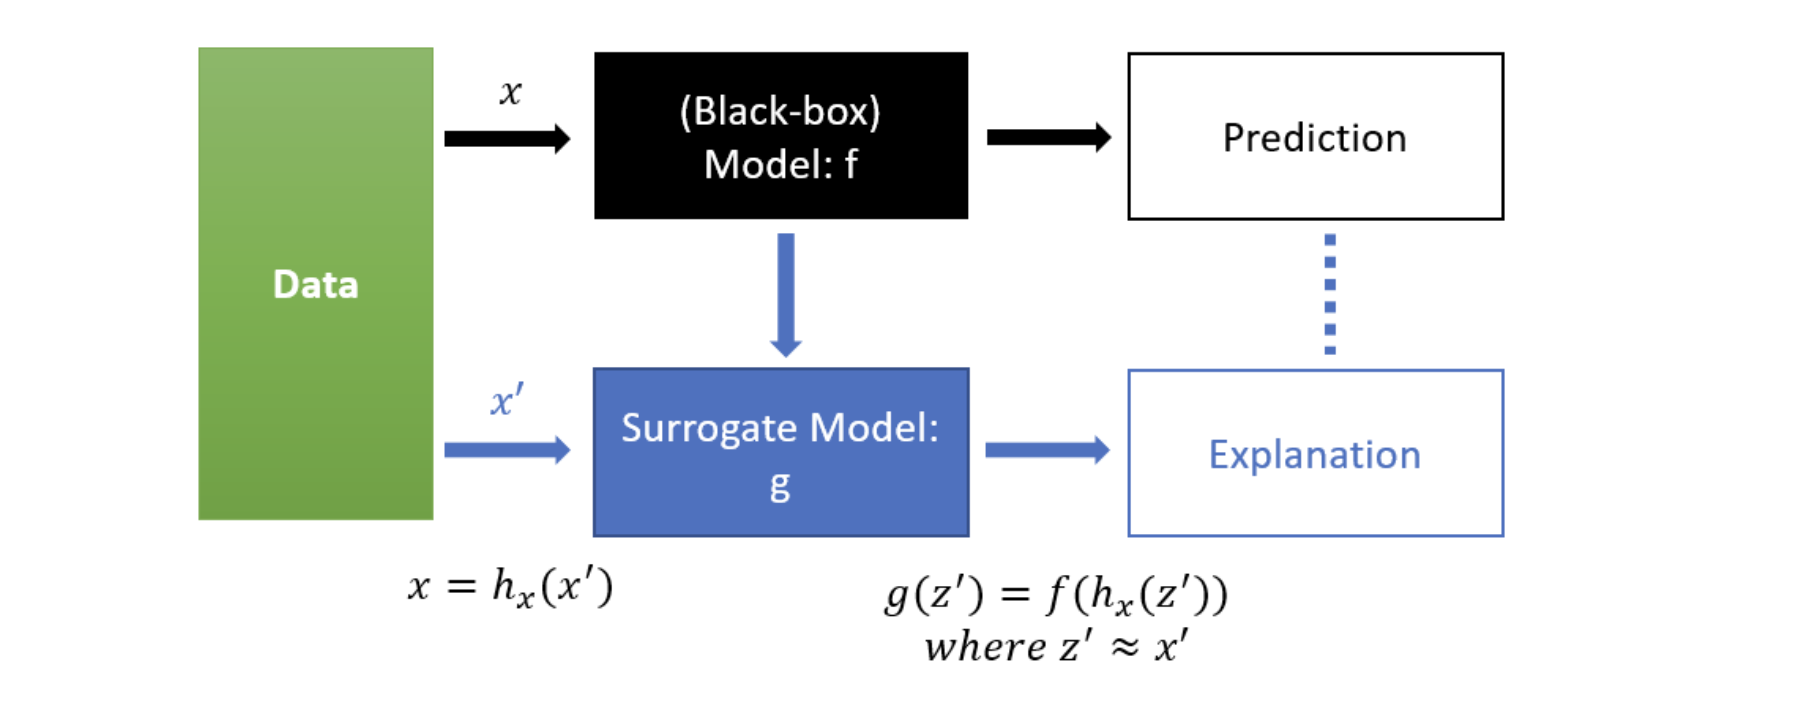 Data
x
(Black-box)
Model: f
Prediction
x′
Surrogate Model:
g
Explanation
x = hₓ(x′)
g(z′) = f(hₓ(z′))
where z′ ≈ x′